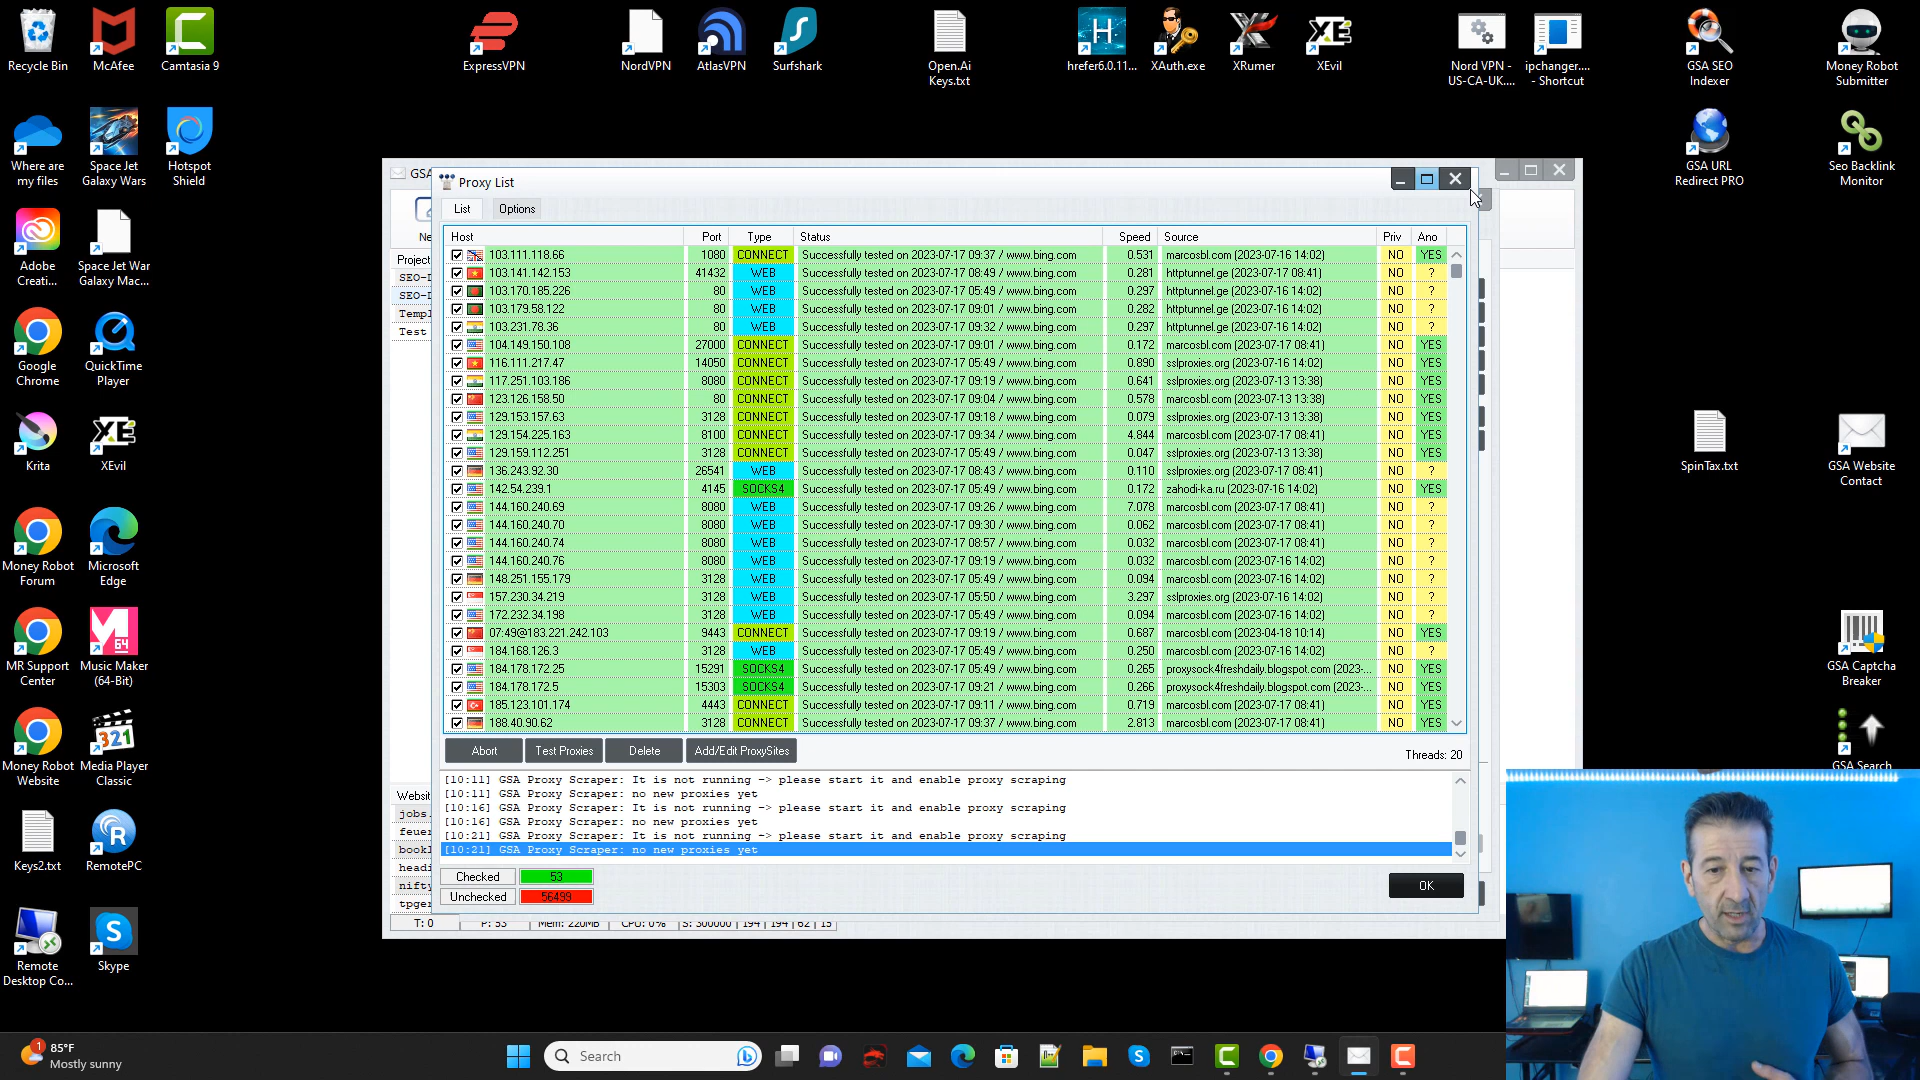 Recycle Bin
McAfee
Camtasia 9
ExpressVPN
NordVPN
AtlasVPN
Surfshark
Open.Ai
Keys.txt
hrefer6.0.11...
XAuth.exe
XRumer
XEvil
Nord VPN -
US-CA-UK....
ipchanger....
- Shortcut
GSA SEO
Indexer
Money Robot
Submitter
Where are
my files
Space Jet
Galaxy Wars
Hotspot
Shield
GSA URL
Redirect PRO
Seo Backlink
Monitor
Adobe
Creati...
Space Jet War
Galaxy Mac...
Google
Chrome
QuickTime
Player
Krita
XEvil
SpinTax.txt
GSA Website
Contact
Money Robot
Forum
Microsoft
Edge
MR Support
Center
Music Maker
(64-Bit)
GSA Captcha
Breaker
Money Robot
Website
Media Player
Classic
GSA Search
Keys2.txt
RemotePC
Remote
Desktop Co...
Skype
GSA
Ne
Project
SEO-D
SEO-D
Templ
Test
Websit
jobs.
feuer
bookl
headi
nifty
tpger
Proxy List
List
Options
Host Port Type Status Speed Source Priv Ano
103.111.118.66 1080 CONNECT Successfully tested on 2023-07-17 09:37 / www.bing.com 0.531 marcosbl.com (2023-07-16 14:02) NO YES
103.141.142.153 41432 WEB Successfully tested on 2023-07-17 08:49 / www.bing.com 0.281 httptunnel.ge (2023-07-17 08:41) NO ?
103.170.185.226 80 WEB Successfully tested on 2023-07-17 05:49 / www.bing.com 0.297 httptunnel.ge (2023-07-16 14:02) NO ?
103.179.58.122 80 WEB Successfully tested on 2023-07-17 09:01 / www.bing.com 0.282 httptunnel.ge (2023-07-16 14:02) NO ?
103.231.78.36 80 WEB Successfully tested on 2023-07-17 09:32 / www.bing.com 0.297 httptunnel.ge (2023-07-16 14:02) NO ?
104.149.150.108 27000 CONNECT Successfully tested on 2023-07-17 09:01 / www.bing.com 0.172 marcosbl.com (2023-07-17 08:41) NO YES
116.111.217.47 14050 CONNECT Successfully tested on 2023-07-17 05:49 / www.bing.com 0.890 sslproxies.org (2023-07-16 14:02) NO YES
117.251.103.186 8080 CONNECT Successfully tested on 2023-07-17 09:19 / www.bing.com 0.641 sslproxies.org (2023-07-13 13:38) NO YES
123.126.158.50 80 CONNECT Successfully tested on 2023-07-17 09:04 / www.bing.com 0.578 sslproxies.org (2023-07-13 13:38) NO YES
129.153.157.63 3128 CONNECT Successfully tested on 2023-07-17 09:18 / www.bing.com 0.079 sslproxies.org (2023-07-13 13:38) NO YES
129.154.225.163 8100 CONNECT Successfully tested on 2023-07-17 09:34 / www.bing.com 4.844 marcosbl.com (2023-07-17 08:41) NO YES
129.159.112.251 3128 CONNECT Successfully tested on 2023-07-17 05:49 / www.bing.com 0.047 sslproxies.org (2023-07-13 13:38) NO YES
136.243.92.30 26541 WEB Successfully tested on 2023-07-17 08:43 / www.bing.com 0.110 sslproxies.org (2023-07-17 08:41) NO ?
142.54.239.1 4145 SOCKS4 Successfully tested on 2023-07-17 05:49 / www.bing.com 0.172 zahodi-ka.ru (2023-07-16 14:02) NO YES
144.160.240.69 8080 WEB Successfully tested on 2023-07-17 09:26 / www.bing.com 7.078 marcosbl.com (2023-07-17 08:41) NO ?
144.160.240.70 8080 WEB Successfully tested on 2023-07-17 09:30 / www.bing.com 0.062 marcosbl.com (2023-07-17 08:41) NO ?
144.160.240.74 8080 WEB Successfully tested on 2023-07-17 08:57 / www.bing.com 0.032 marcosbl.com (2023-07-17 08:41) NO ?
144.160.240.76 8080 WEB Successfully tested on 2023-07-17 09:19 / www.bing.com 0.032 marcosbl.com (2023-07-16 14:02) NO ?
148.251.155.179 3128 WEB Successfully tested on 2023-07-17 05:49 / www.bing.com 0.094 marcosbl.com (2023-07-16 14:02) NO ?
157.230.34.219 3128 WEB Successfully tested on 2023-07-17 05:50 / www.bing.com 3.297 sslproxies.org (2023-07-16 14:02) NO ?
172.232.34.198 3128 WEB Successfully tested on 2023-07-17 05:49 / www.bing.com 0.094 marcosbl.com (2023-07-16 14:02) NO ?
07:49@183.221.242.103 9443 CONNECT Successfully tested on 2023-07-17 09:19 / www.bing.com 0.687 marcosbl.com (2023-04-18 10:14) NO YES
184.168.126.3 3128 WEB Successfully tested on 2023-07-17 05:49 / www.bing.com 0.250 marcosbl.com (2023-07-16 14:02) NO ?
184.178.172.25 15291 SOCKS4 Successfully tested on 2023-07-17 05:49 / www.bing.com 0.265 proxysock4freshdaily.blogspot.com (2023-... NO YES
184.178.172.5 15303 SOCKS4 Successfully tested on 2023-07-17 09:21 / www.bing.com 0.266 proxysock4freshdaily.blogspot.com (2023-... NO YES
185.123.101.174 4443 CONNECT Successfully tested on 2023-07-17 09:11 / www.bing.com 0.719 marcosbl.com (2023-07-17 08:41) NO YES
188.40.90.62 3128 CONNECT Successfully tested on 2023-07-17 09:37 / www.bing.com 2.813 marcosbl.com (2023-07-17 08:41) NO YES
Abort
Test Proxies
Delete
Add/Edit ProxySites
Threads: 20
[10:11] GSA Proxy Scraper: It is not running -> please start it and enable proxy scraping
[10:11] GSA Proxy Scraper: no new proxies yet
[10:16] GSA Proxy Scraper: It is not running -> please start it and enable proxy scraping
[10:16] GSA Proxy Scraper: no new proxies yet
[10:21] GSA Proxy Scraper: It is not running -> please start it and enable proxy scraping
[10:21] GSA Proxy Scraper: no new proxies yet
Checked 53
Unchecked 56499
OK
T: 0 P: 53 Mem: 220MB CPU: 0% S: 300000 | 194 | 194 | 62 | 15
85°F
Mostly sunny
Search